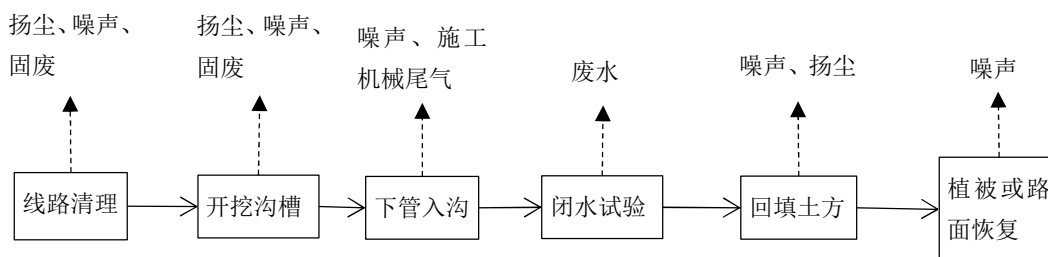 扬尘、噪声、
固废
扬尘、噪声、
固废
噪声、施工
机械尾气
废水
噪声、扬尘
噪声
线路清理
开挖沟槽
下管入沟
闭水试验
回填土方
植被或路
面恢复